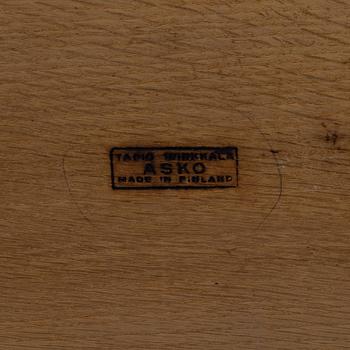 TAPIO WIRKKALA
ASKO
MADE IN FINLAND